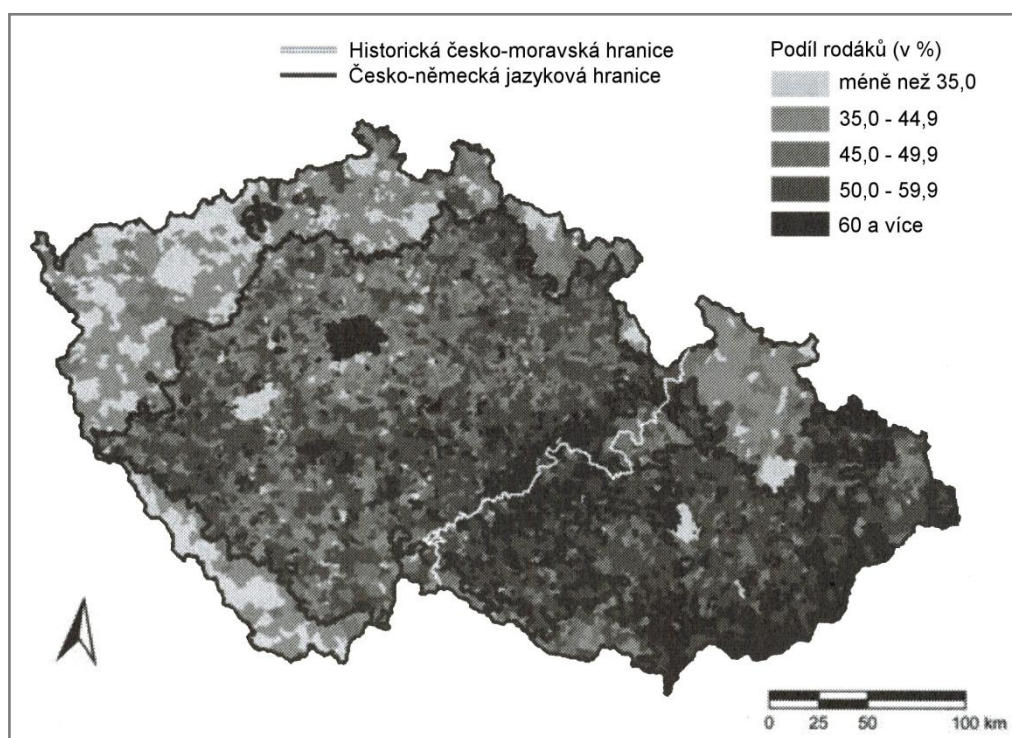 Historická česko-moravská hranice
Česko-německá jazyková hranice
Podíl rodáků (v %)
méně než 35,0
35,0 - 44,9
45,0 - 49,9
50,0 - 59,9
60 a více
0 25 50 100 km